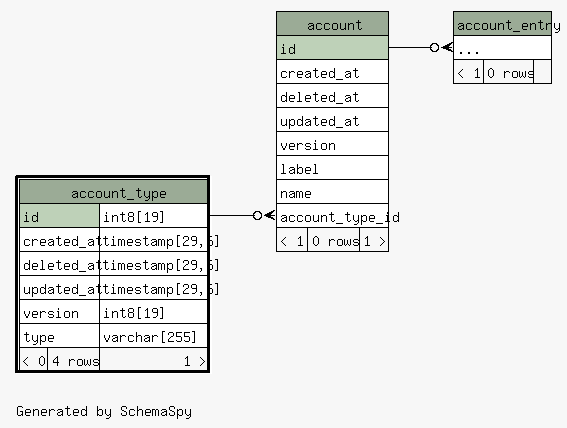 account
id
created_at
deleted_at
updated_at
version
label
name
account_type_id
< 1 0 rows 1 >
account_entry
...
< 1 0 rows
account_type
id int8[19]
created_at timestamp[29,6]
deleted_at timestamp[29,6]
updated_at timestamp[29,6]
version int8[19]
type varchar[255]
< 0 4 rows 1 >
Generated by SchemaSpy